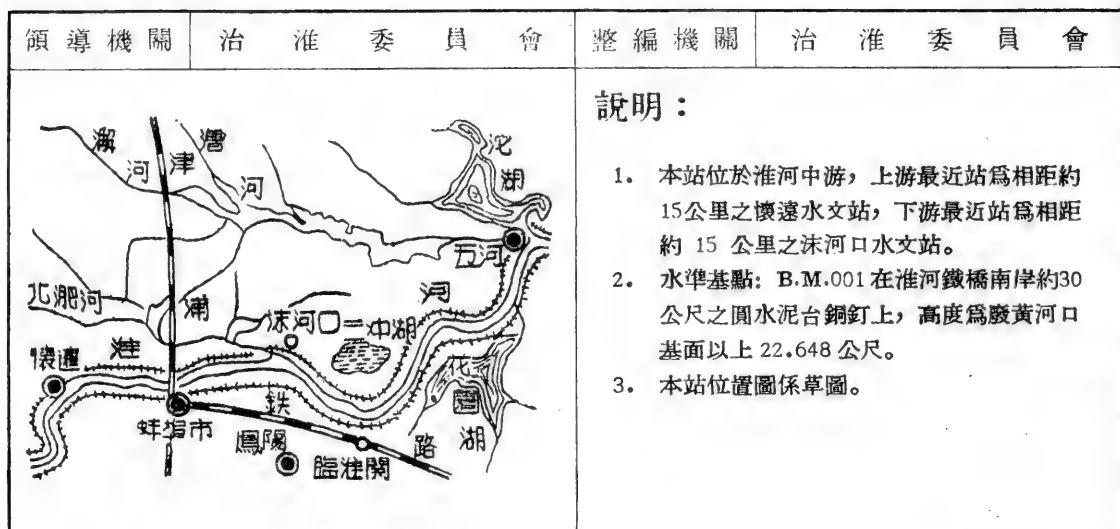 領導機關 治淮委員會 整編機關 治淮委員會
說明：
1. 本站位於淮河中游，上游最近站爲相距約
15公里之懷遠水文站，下游最近站爲相距
約 15 公里之沫河口水文站。
2. 水準基點：B.M.001在淮河鐵橋南岸約30
公尺之圓水泥台銅釘上，高度爲廢黃河口
基面以上 22.648 公尺。
3. 本站位置圖係草圖。
澥河
津浦
澮河
沱湖
五河
北淝河
沫河口
一冲湖
淮河
懷遠
花園湖
蚌埠市
鉄路
鳳陽
臨淮關